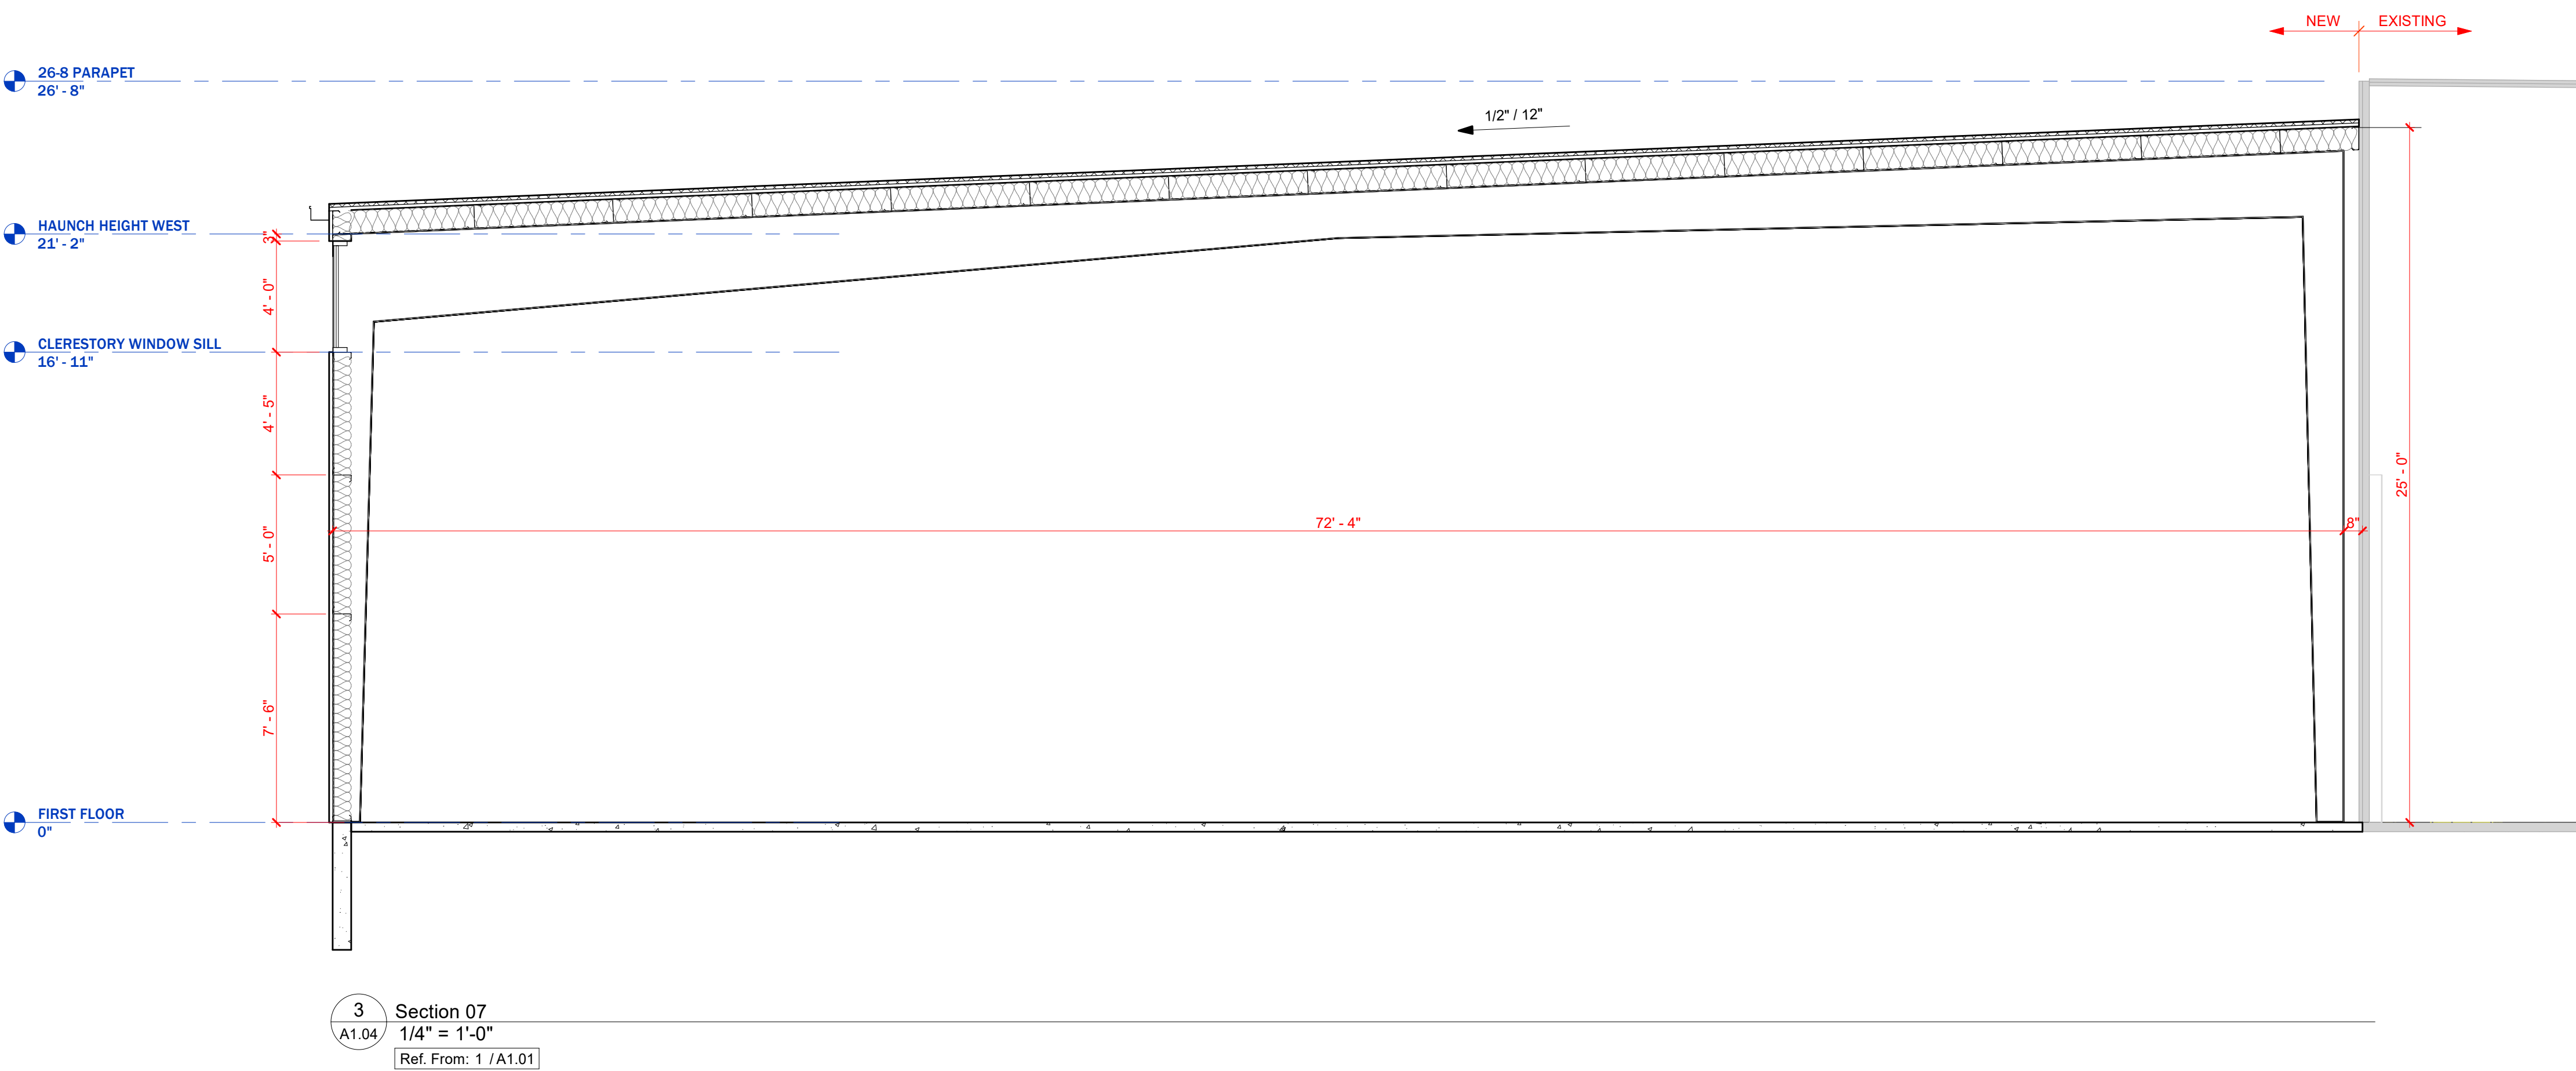 NEW EXISTING
26-8 PARAPET
26' - 8"
1/2" / 12"
HAUNCH HEIGHT WEST
21' - 2"
3"
4' - 0"
CLERESTORY WINDOW SILL
16' - 11"
4' - 5"
25' - 0"
72' - 4"
8"
5' - 0"
7' - 6"
FIRST FLOOR
0"
3
Section 07
A1.04
1/4" = 1'-0"
Ref. From: 1 / A1.01